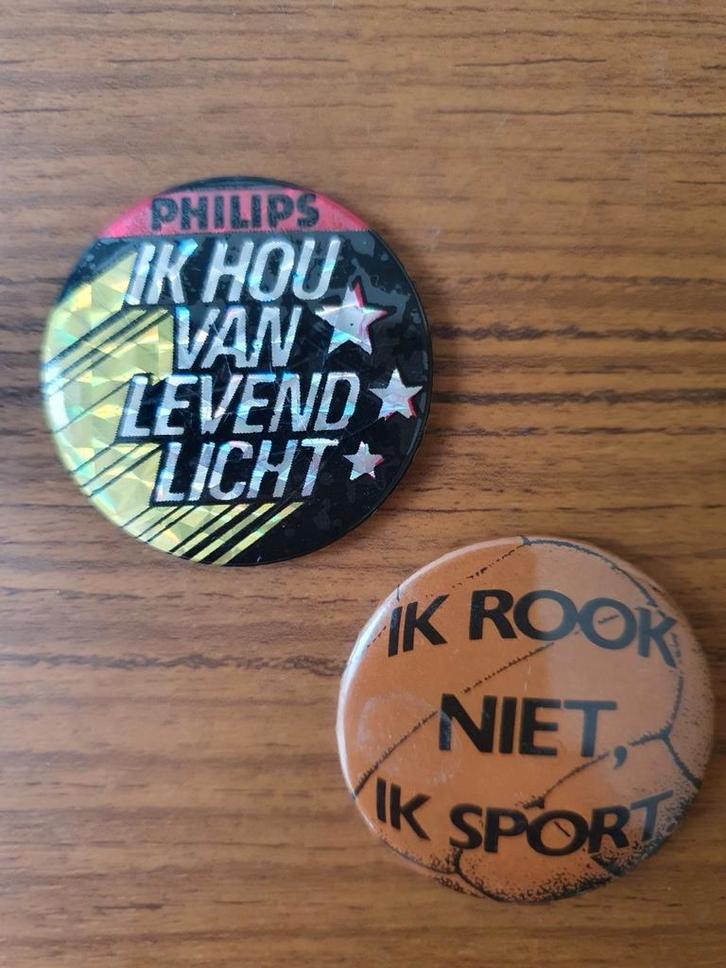 PHILIPS
IK HOU
VAN
LEVEND
LICHT
IK ROOK
NIET,
IK SPORT